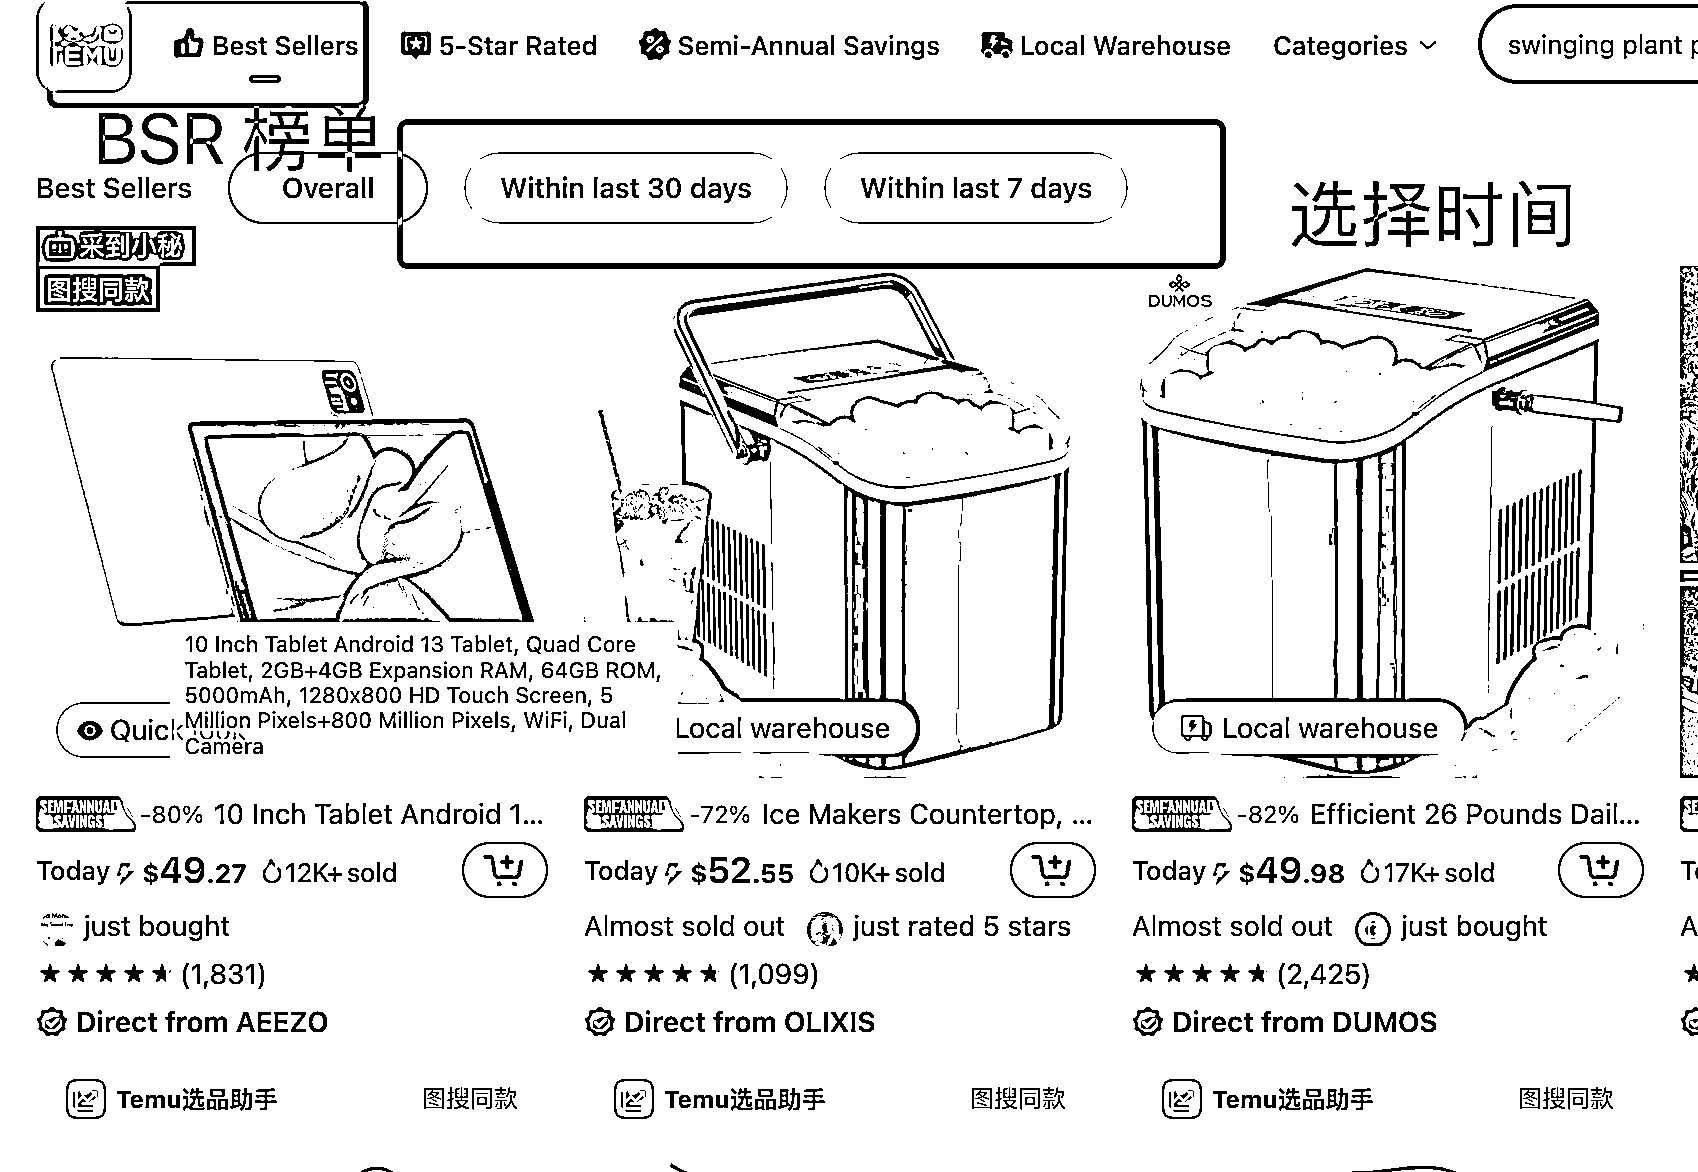 TEMU
Best Sellers
5-Star Rated
Semi-Annual Savings
Local Warehouse
Categories
swinging plant p
BSR 榜单
Best Sellers
Overall
Within last 30 days
Within last 7 days
选择时间
采到小秘
图搜同款
DUMOS
10 Inch Tablet Android 13 Tablet, Quad Core
Tablet, 2GB+4GB Expansion RAM, 64GB ROM,
5000mAh, 1280x800 HD Touch Screen, 5
Million Pixels+800 Million Pixels, WiFi, Dual
Camera
Quick look
Local warehouse
Local warehouse
SEMI-ANNUAL SAVINGS -80% 10 Inch Tablet Android 1...
Today $49.27 12K+ sold
just bought
(1,831)
Direct from AEEZO
Temu选品助手 图搜同款
SEMI-ANNUAL SAVINGS -72% Ice Makers Countertop, ...
Today $52.55 10K+ sold
Almost sold out just rated 5 stars
(1,099)
Direct from OLIXIS
Temu选品助手 图搜同款
SEMI-ANNUAL SAVINGS -82% Efficient 26 Pounds Dail...
Today $49.98 17K+ sold
Almost sold out just bought
(2,425)
Direct from DUMOS
Temu选品助手 图搜同款